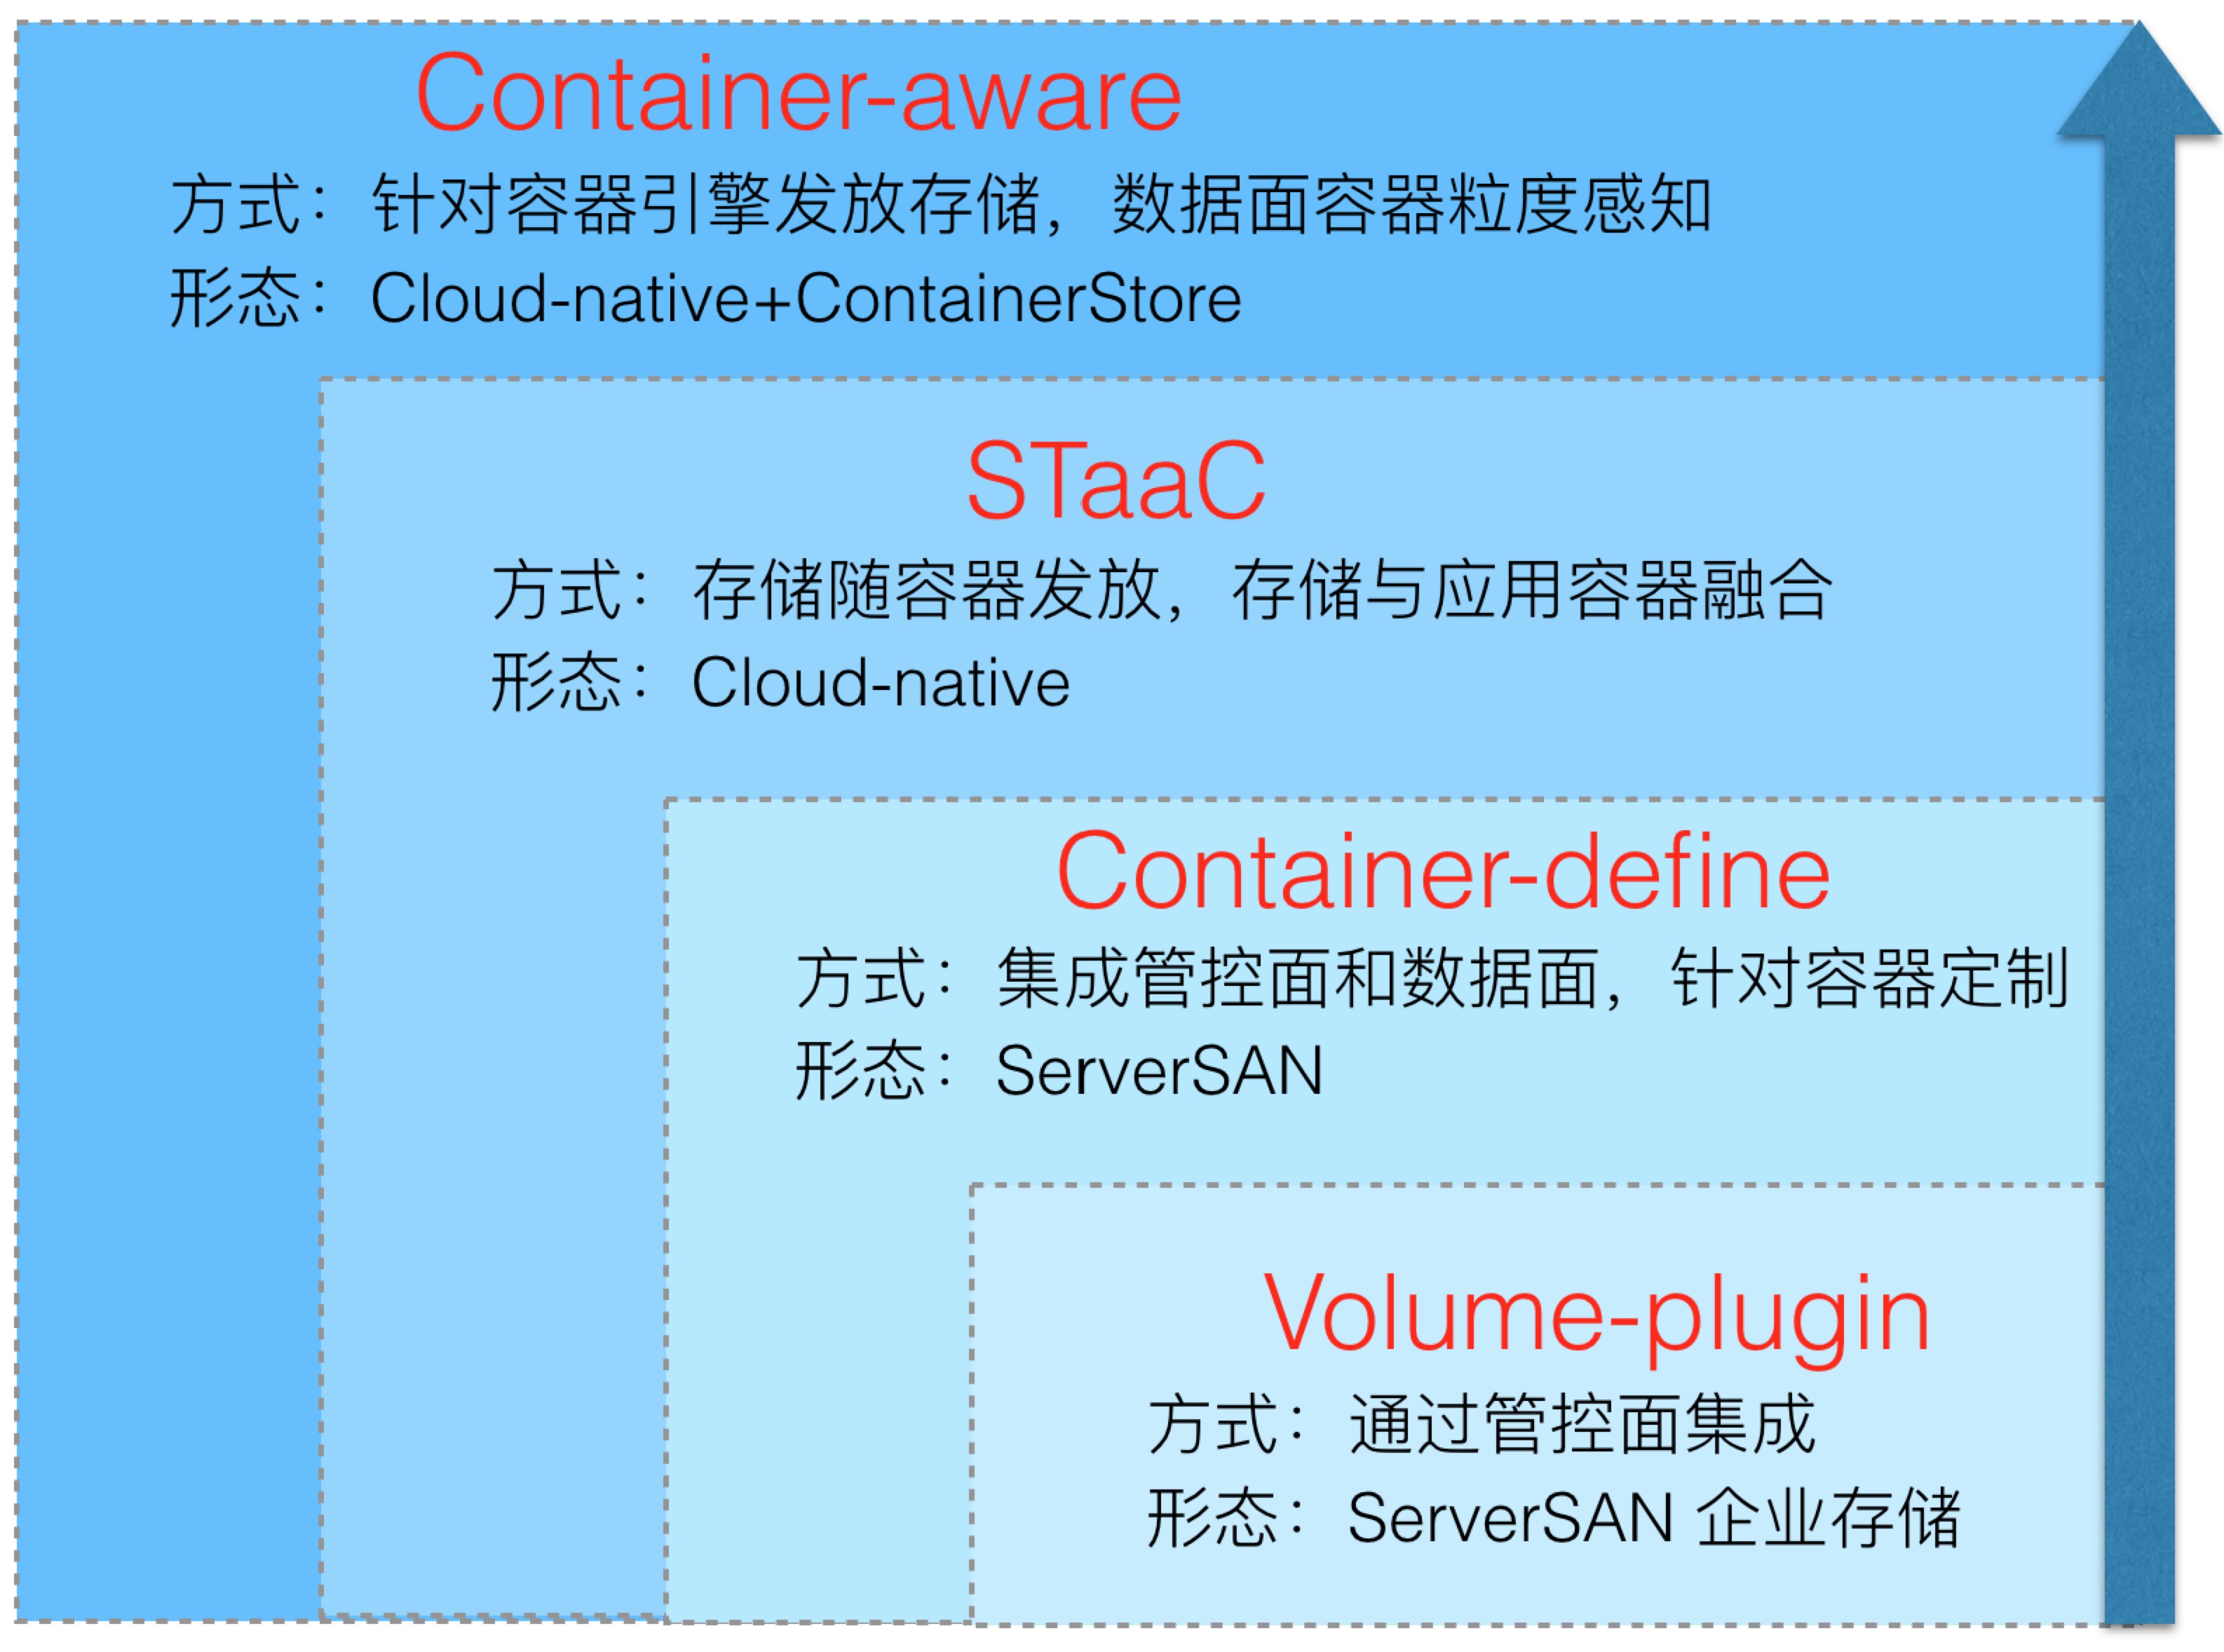 Container-aware
方式：针对容器引擎发放存储，数据面容器粒度感知
形态：Cloud-native+ContainerStore
STaaC
方式：存储随容器发放，存储与应用容器融合
形态：Cloud-native
Container-define
方式：集成管控面和数据面，针对容器定制
形态：ServerSAN
Volume-plugin
方式：通过管控面集成
形态：ServerSAN 企业存储